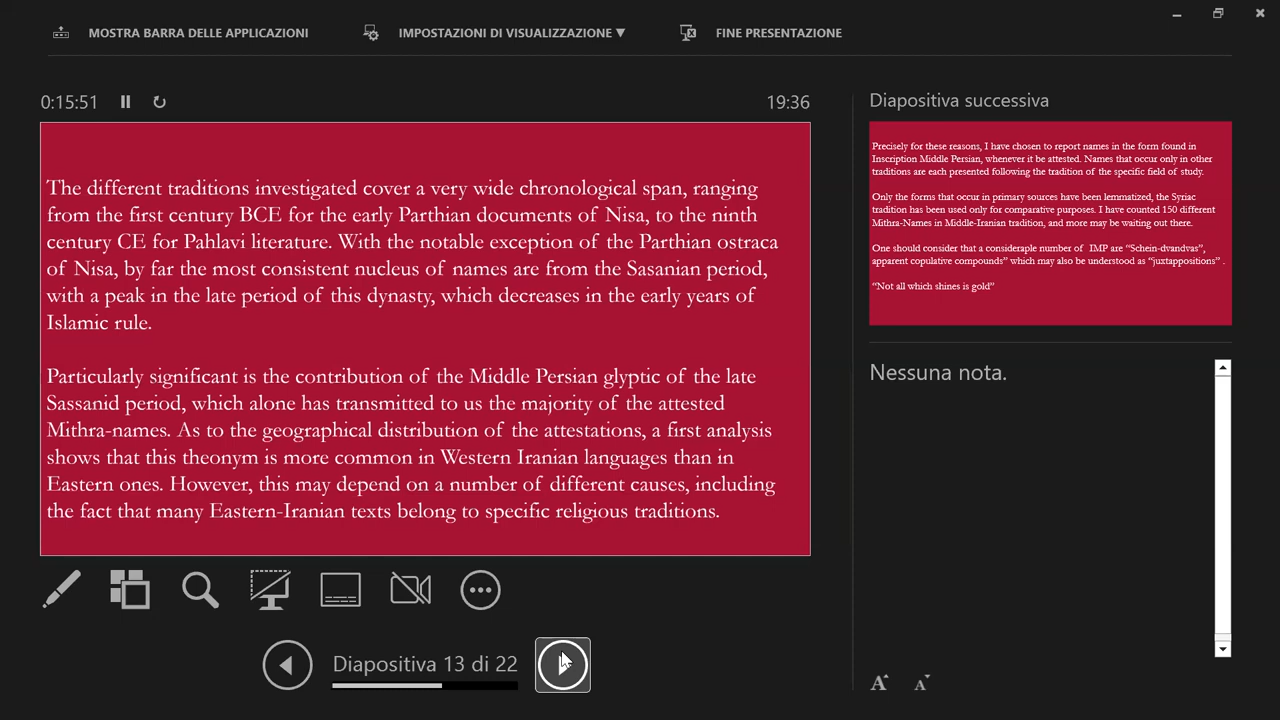 MOSTRA BARRA DELLE APPLICAZIONI
IMPOSTAZIONI DI VISUALIZZAZIONE ▼
FINE PRESENTAZIONE
0:15:51
19:36
The different traditions investigated cover a very wide chronological span, ranging
from the first century BCE for the early Parthian documents of Nisa, to the ninth
century CE for Pahlavi literature. With the notable exception of the Parthian ostraca
of Nisa, by far the most consistent nucleus of names are from the Sasanian period,
with a peak in the late period of this dynasty, which decreases in the early years of
Islamic rule.
Particularly significant is the contribution of the Middle Persian glyptic of the late
Sassanid period, which alone has transmitted to us the majority of the attested
Mithra-names. As to the geographical distribution of the attestations, a first analysis
shows that this theonym is more common in Western Iranian languages than in
Eastern ones. However, this may depend on a number of different causes, including
the fact that many Eastern-Iranian texts belong to specific religious traditions.
Diapositiva 13 di 22
Diapositiva successiva
Precisely for these reasons, I have chosen to report names in the form found in
Inscription Middle Persian, whenever it be attested. Names that occur only in other
traditions are each presented following the tradition of the specific field of study.
Only the forms that occur in primary sources have been lemmatized, the Syriac
tradition has been used only for comparative purposes. I have counted 150 different
Mithra-Names in Middle-Iranian tradition, and more may be waiting out there.
One should consider that a consideraple number of IMP are “Schein-dvandvas”,
apparent copulative compounds” which may also be understood as “juxtappositions” .
“Not all which shines is gold”
Nessuna nota.
A A